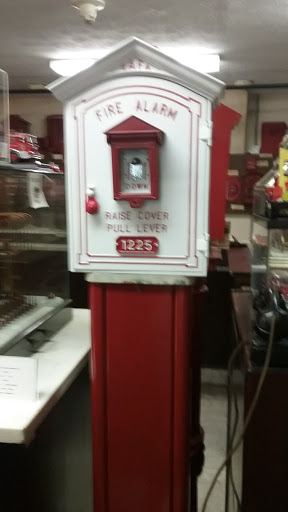 FIRE ALARM
DOWN
RAISE COVER
PULL LEVER
1225